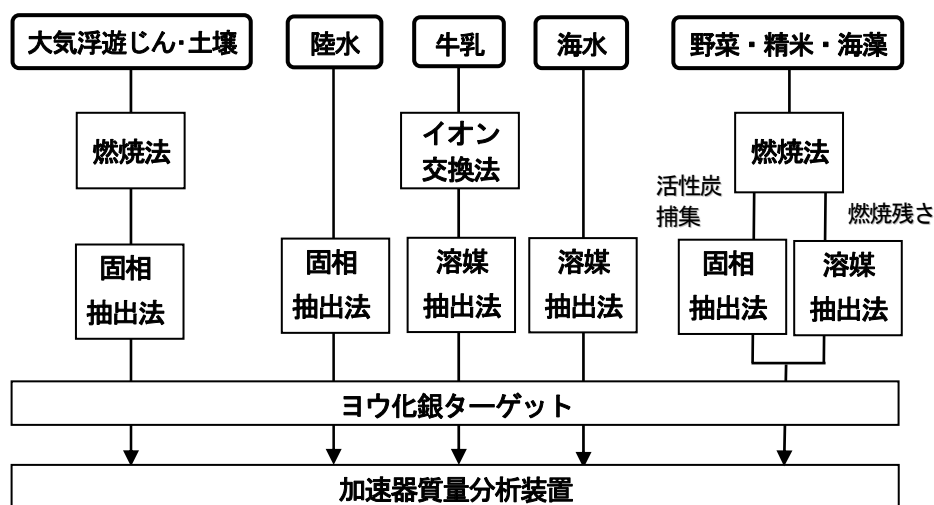 大気浮遊じん･土壌
陸水
牛乳
海水
野菜・精米・海藻
燃焼法
イオン
交換法
燃焼法
活性炭
捕集
燃焼残さ
固相
抽出法
固相
抽出法
溶媒
抽出法
溶媒
抽出法
固相
抽出法
溶媒
抽出法
ヨウ化銀ターゲット
加速器質量分析装置